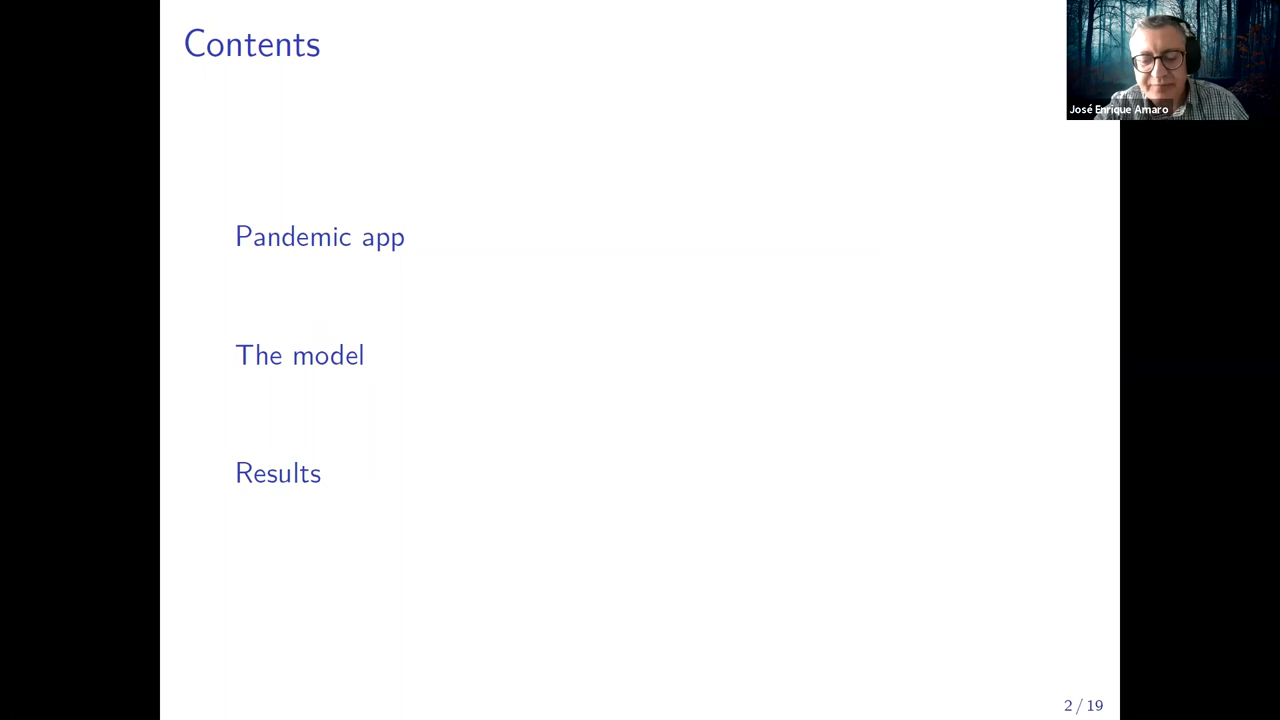 Contents
José Enrique Amaro
Pandemic app
The model
Results
2 / 19